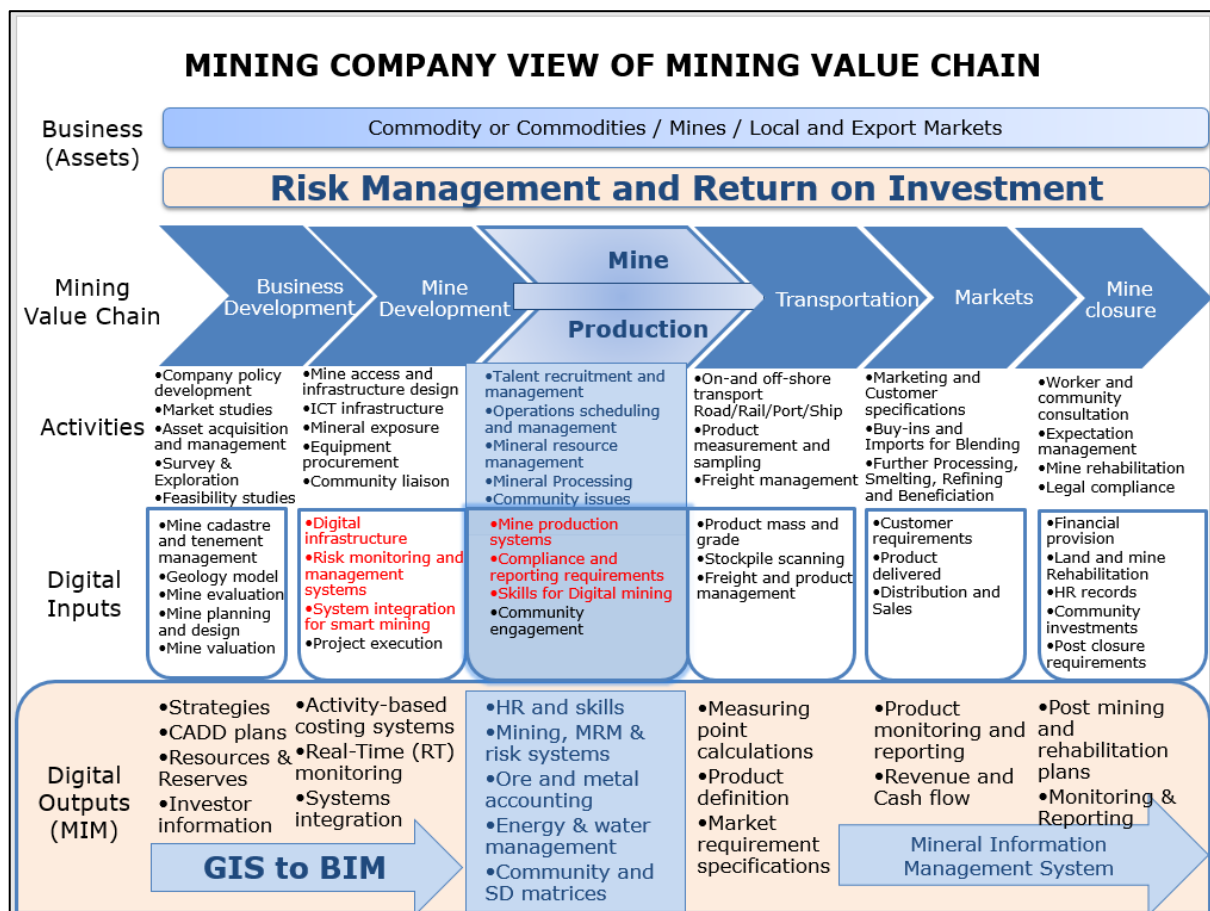 MINING COMPANY VIEW OF MINING VALUE CHAIN
Business
(Assets)
Commodity or Commodities / Mines / Local and Export Markets
Risk Management and Return on Investment
Mining
Value Chain
Business
Development
Mine
Development
Mine
Production
Transportation
Markets
Mine
closure
Activities
•Company policy
development
•Market studies
•Asset acquisition
and management
•Survey &
Exploration
•Feasibility studies
•Mine access and
infrastructure design
•ICT infrastructure
•Mineral exposure
•Equipment
procurement
•Community liaison
•Talent recruitment and
management
•Operations scheduling
and management
•Mineral resource
management
•Mineral Processing
•Community issues
•On-and off-shore
transport
Road/Rail/Port/Ship
•Product
measurement and
sampling
•Freight management
•Marketing and
Customer
specifications
•Buy-ins and
Imports for Blending
•Further Processing,
Smelting, Refining
and Beneficiation
•Worker and
community
consultation
•Expectation
management
•Mine rehabilitation
•Legal compliance
Digital
Inputs
•Mine cadastre
and tenement
management
•Geology model
•Mine evaluation
•Mine planning
and design
•Mine valuation
•Digital
infrastructure
•Risk monitoring and
management
systems
•System integration
for smart mining
•Project execution
•Mine production
systems
•Compliance and
reporting requirements
•Skills for Digital mining
•Community
engagement
•Product mass and
grade
•Stockpile scanning
•Freight and product
management
•Customer
requirements
•Product
delivered
•Distribution and
Sales
•Financial
provision
•Land and mine
Rehabilitation
•HR records
•Community
investments
•Post closure
requirements
Digital
Outputs
(MIM)
•Strategies
•CADD plans
•Resources &
Reserves
•Investor
information
•Activity-based
costing systems
•Real-Time (RT)
monitoring
•Systems
integration
GIS to BIM
•HR and skills
•Mining, MRM &
risk systems
•Ore and metal
accounting
•Energy & water
management
•Community and
SD matrices
•Measuring
point
calculations
•Product
definition
•Market
requirement
specifications
•Product
monitoring and
reporting
•Revenue and
Cash flow
•Post mining
and
rehabilitation
plans
•Monitoring &
Reporting
Mineral Information
Management System